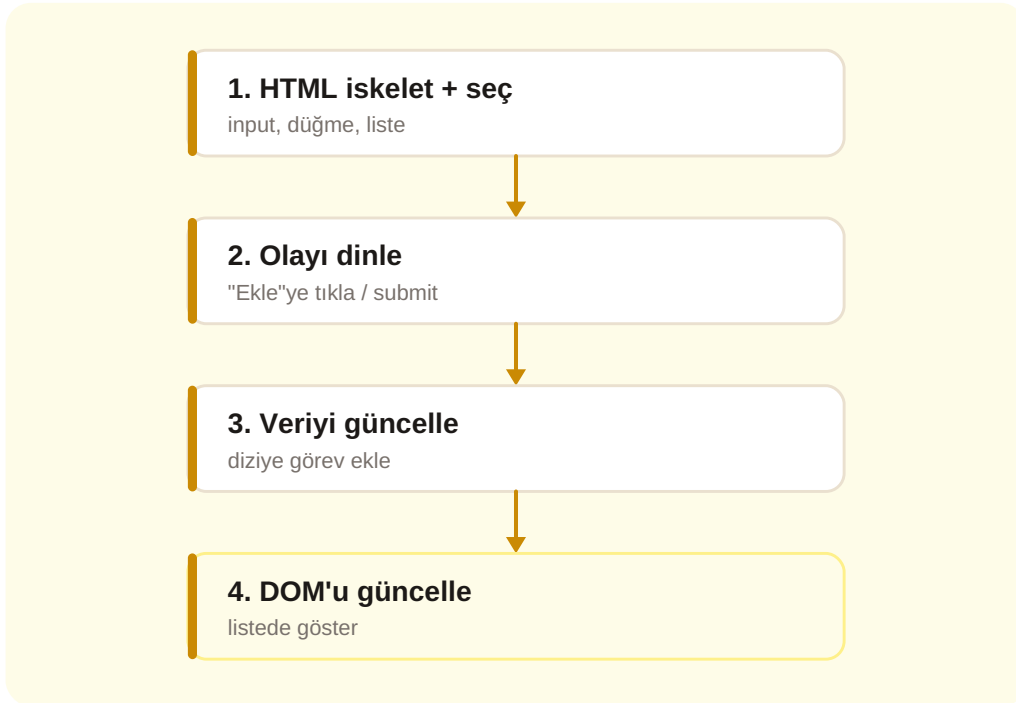 1. HTML iskelet + seç
input, düğme, liste
2. Olayı dinle
"Ekle"ye tıkla / submit
3. Veriyi güncelle
diziye görev ekle
4. DOM'u güncelle
listede göster